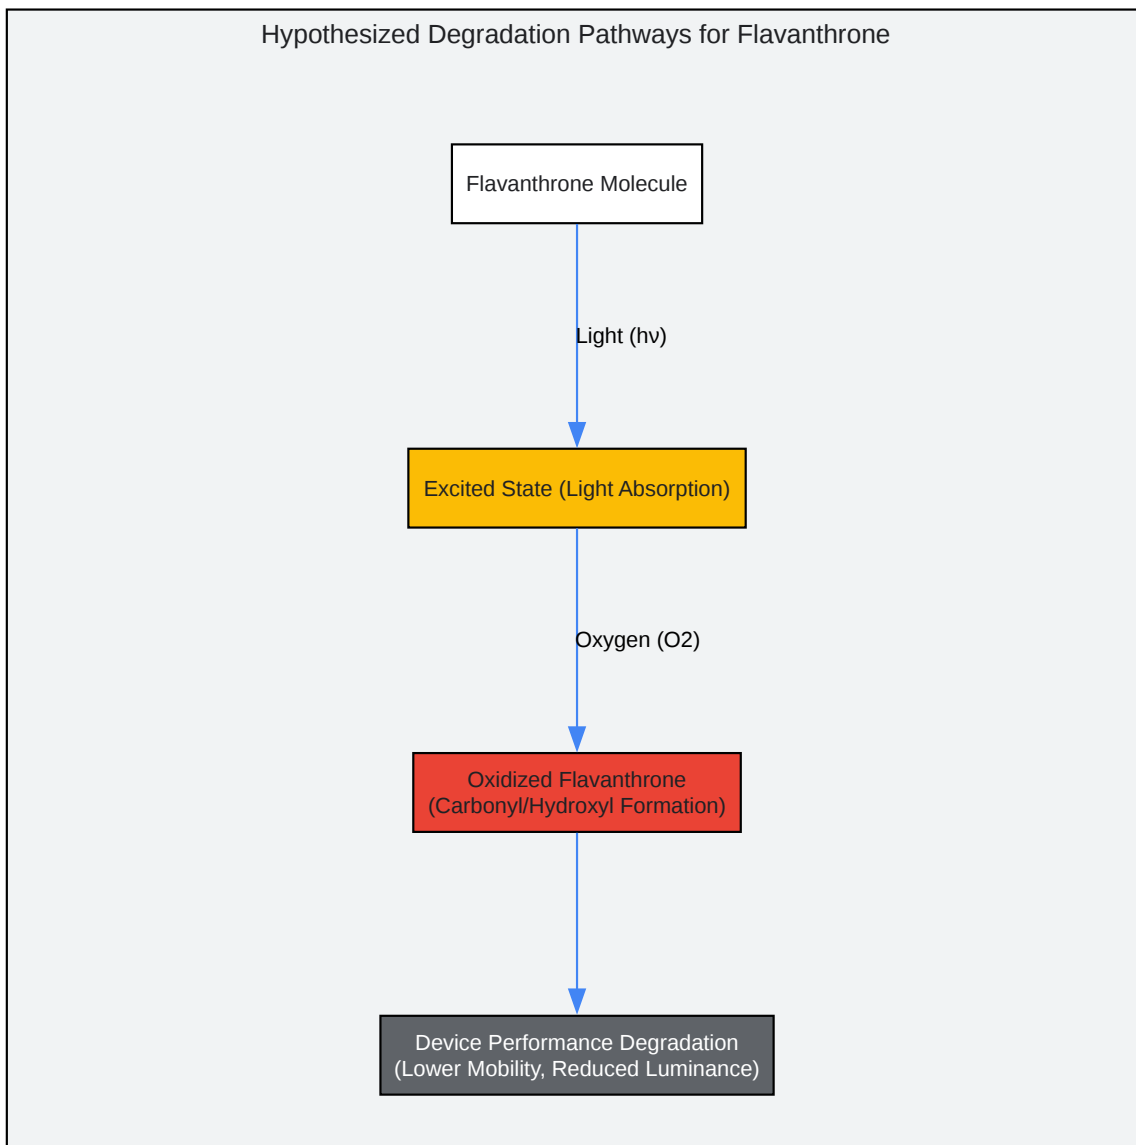 Hypothesized Degradation Pathways for Flavanthrone
Flavanthrone Molecule
Light (hν)
Excited State (Light Absorption)
Oxygen (O2)
Oxidized Flavanthrone
(Carbonyl/Hydroxyl Formation)
Device Performance Degradation
(Lower Mobility, Reduced Luminance)